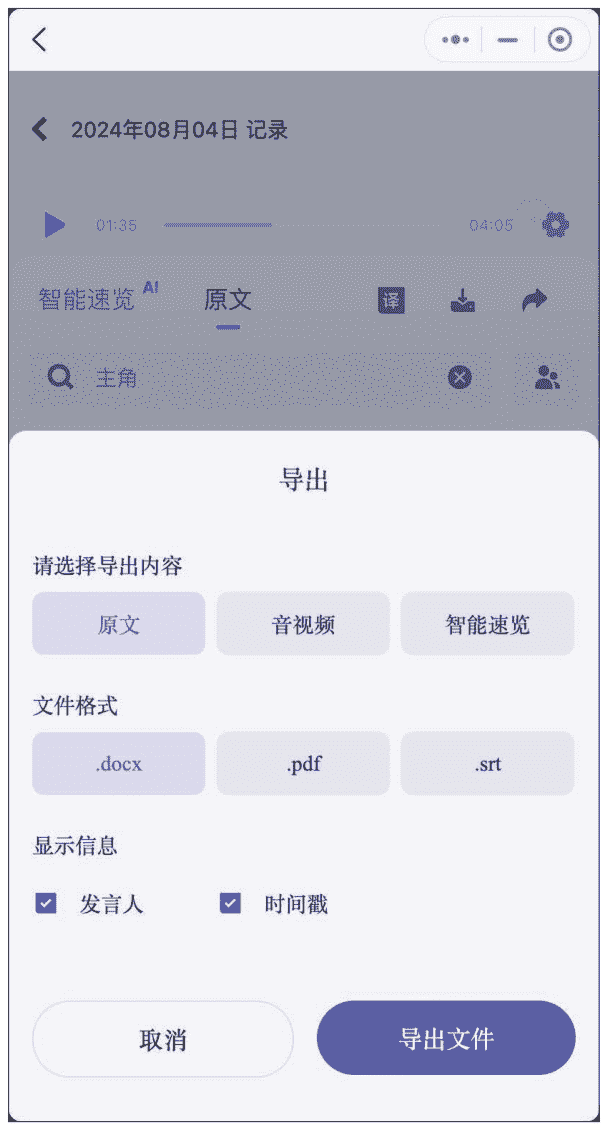 2024年08月04日 记录
01:35 04:05
智能速览 AI 原文 译
主角
导出
请选择导出内容
原文 音视频 智能速览
文件格式
.docx .pdf .srt
显示信息
发言人 时间戳
取消 导出文件